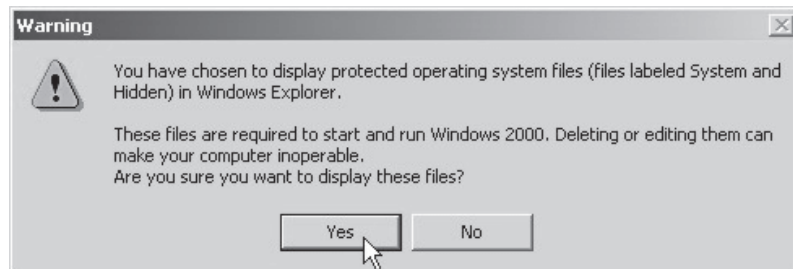 Warning
You have chosen to display protected operating system files (files labeled System and
Hidden) in Windows Explorer.
These files are required to start and run Windows 2000. Deleting or editing them can
make your computer inoperable.
Are you sure you want to display these files?
Yes
No